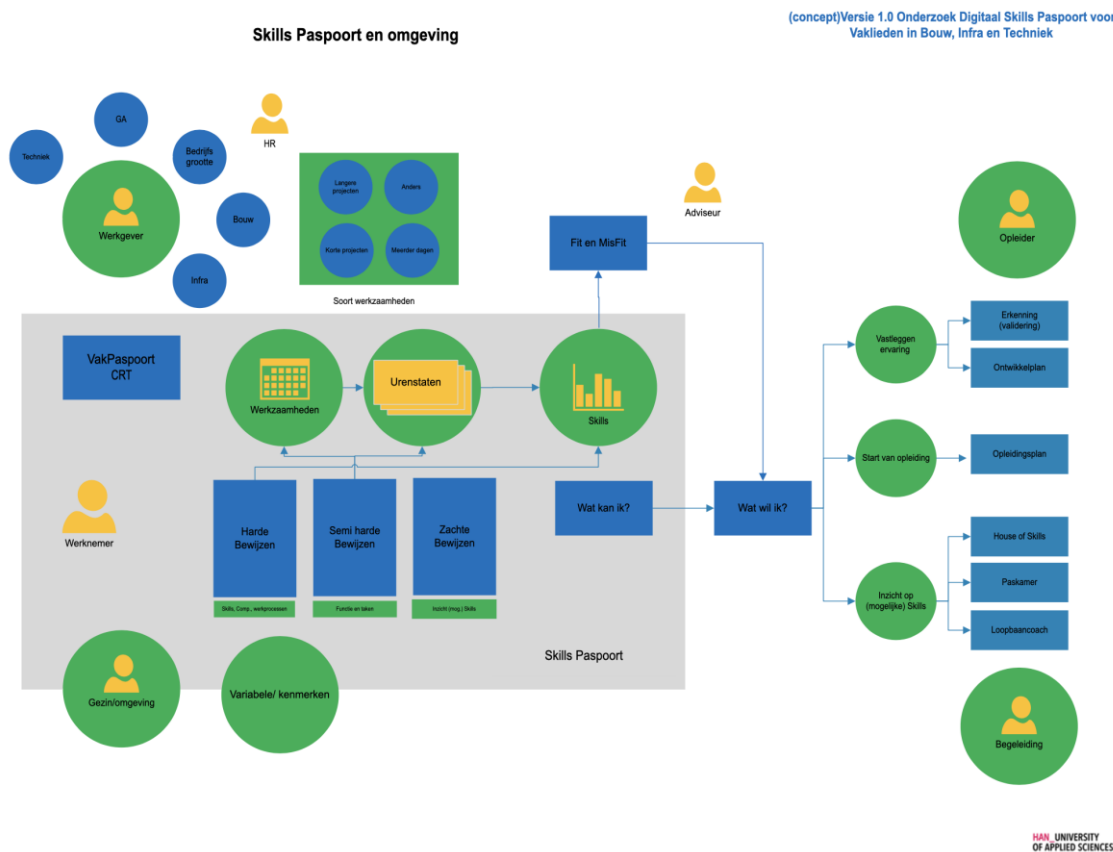 (concept)Versie 1.0 Onderzoek Digitaal Skills Paspoort voor
Vaklieden in Bouw, Infra en Techniek
Skills Paspoort en omgeving
GA
HR
Techniek
Bedrijfs
grootte
Werkgever
Bouw
Infra
Langere
projecten
Anders
Korte projecten
Meerder dagen
Soort werkzaamheden
Adviseur
Fit en MisFit
Opleider
VakPaspoort
CRT
Werkzaamheden
Urenstaten
Skills
Vastleggen
ervaring
Erkenning
(validering)
Ontwikkelplan
Start van opleiding
Opleidingsplan
Werknemer
Harde
Bewijzen
Semi harde
Bewijzen
Zachte
Bewijzen
Wat kan ik?
Wat wil ik?
Skills, Comp., werkprocessen
Functie en taken
Inzicht (mog.) Skills
Inzicht op
(mogelijke) Skills
House of Skills
Paskamer
Loopbaancoach
Skills Paspoort
Gezin/omgeving
Variabele/ kenmerken
Begeleiding
HAN_UNIVERSITY
OF APPLIED SCIENCES